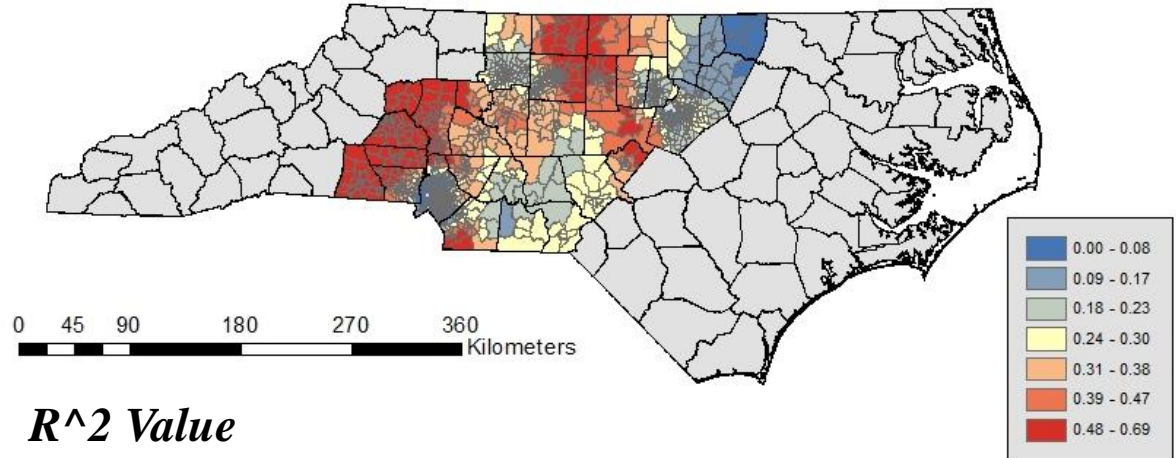 0 45 90 180 270 360
Kilometers
R^2 Value
0.00 - 0.08
0.09 - 0.17
0.18 - 0.23
0.24 - 0.30
0.31 - 0.38
0.39 - 0.47
0.48 - 0.69